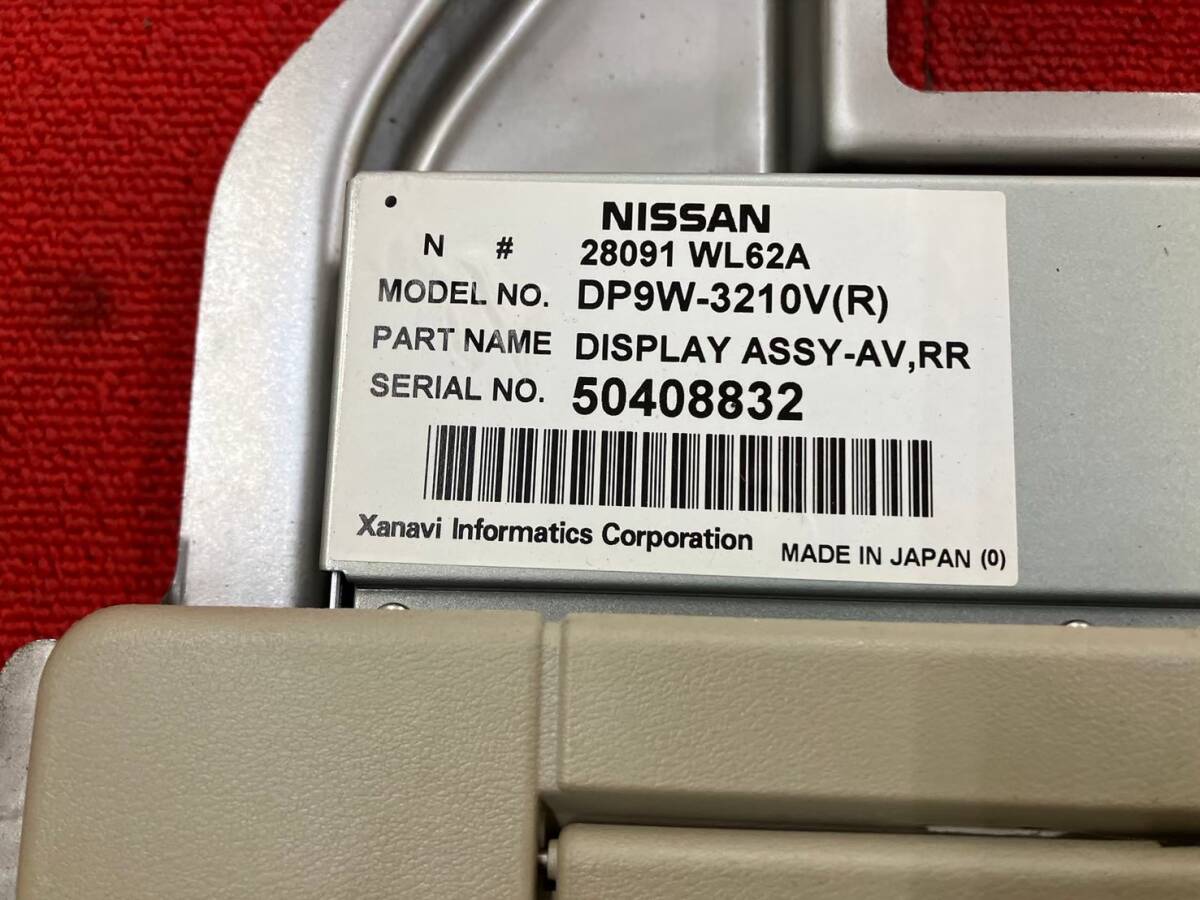 NISSAN
N # 28091 WL62A
MODEL NO. DP9W-3210V(R)
PART NAME DISPLAY ASSY-AV,RR
SERIAL NO. 50408832
Xanavi Informatics Corporation
MADE IN JAPAN (0)